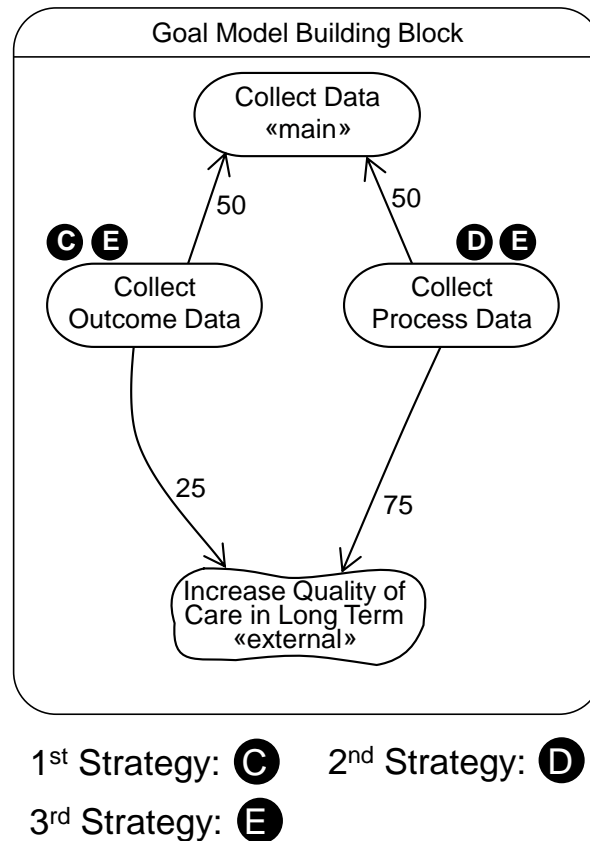 Goal Model Building Block
Collect Data
«main»
50
50
C E
D E
Collect
Outcome Data
Collect
Process Data
25
75
Increase Quality of
Care in Long Term
«external»
1st Strategy: C
2nd Strategy: D
3rd Strategy: E